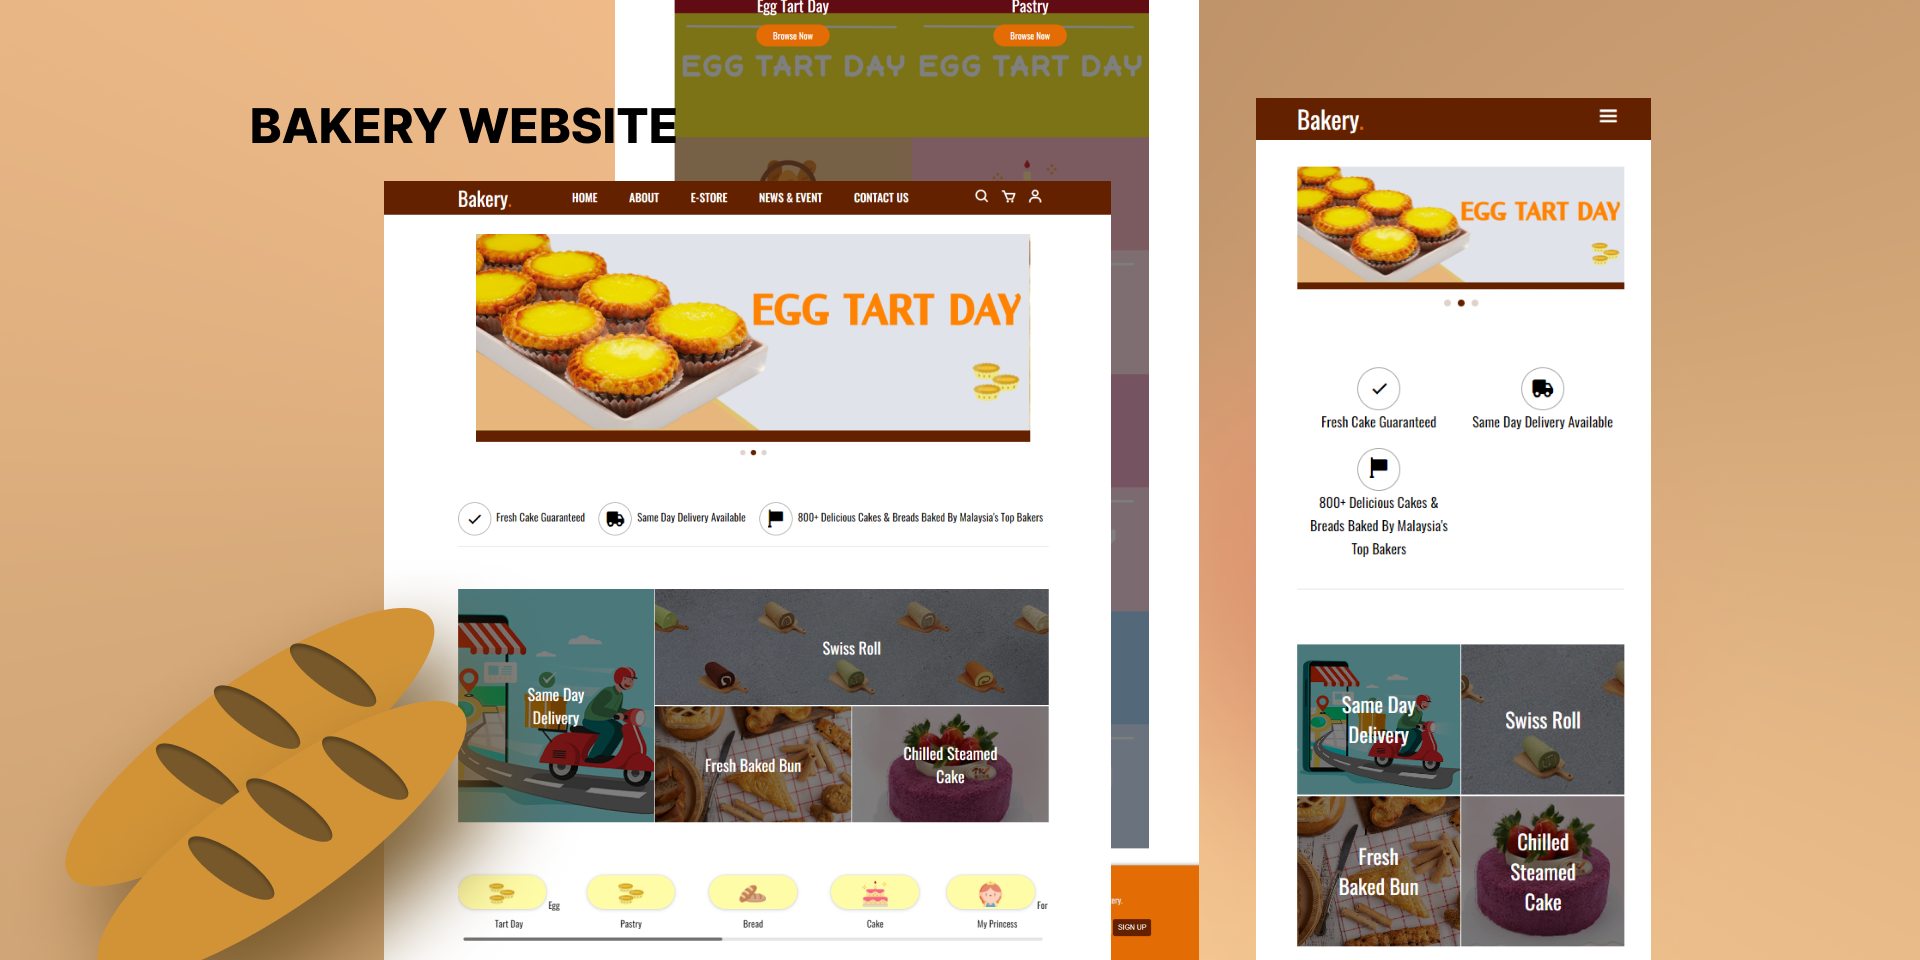 Egg Tart Day
Pastry
Browse Now
Browse Now
EGG TART DAY
EGG TART DAY
BAKERY WEBSITE
Bakery.
HOME
ABOUT
E-STORE
NEWS & EVENT
CONTACT US
EGG TART DAY
Fresh Cake Guaranteed
Same Day Delivery Available
800+ Delicious Cakes & Breads Baked By Malaysia's Top Bakers
Same Day
Delivery
Swiss Roll
Fresh Baked Bun
Chilled Steamed
Cake
Egg
Tart Day
Pastry
Bread
Cake
For
My Princess
SIGN UP
Bakery.
EGG TART DAY
Fresh Cake Guaranteed
Same Day Delivery Available
800+ Delicious Cakes &
Breads Baked By Malaysia's
Top Bakers
Same Day
Delivery
Swiss Roll
Fresh
Baked Bun
Chilled
Steamed
Cake